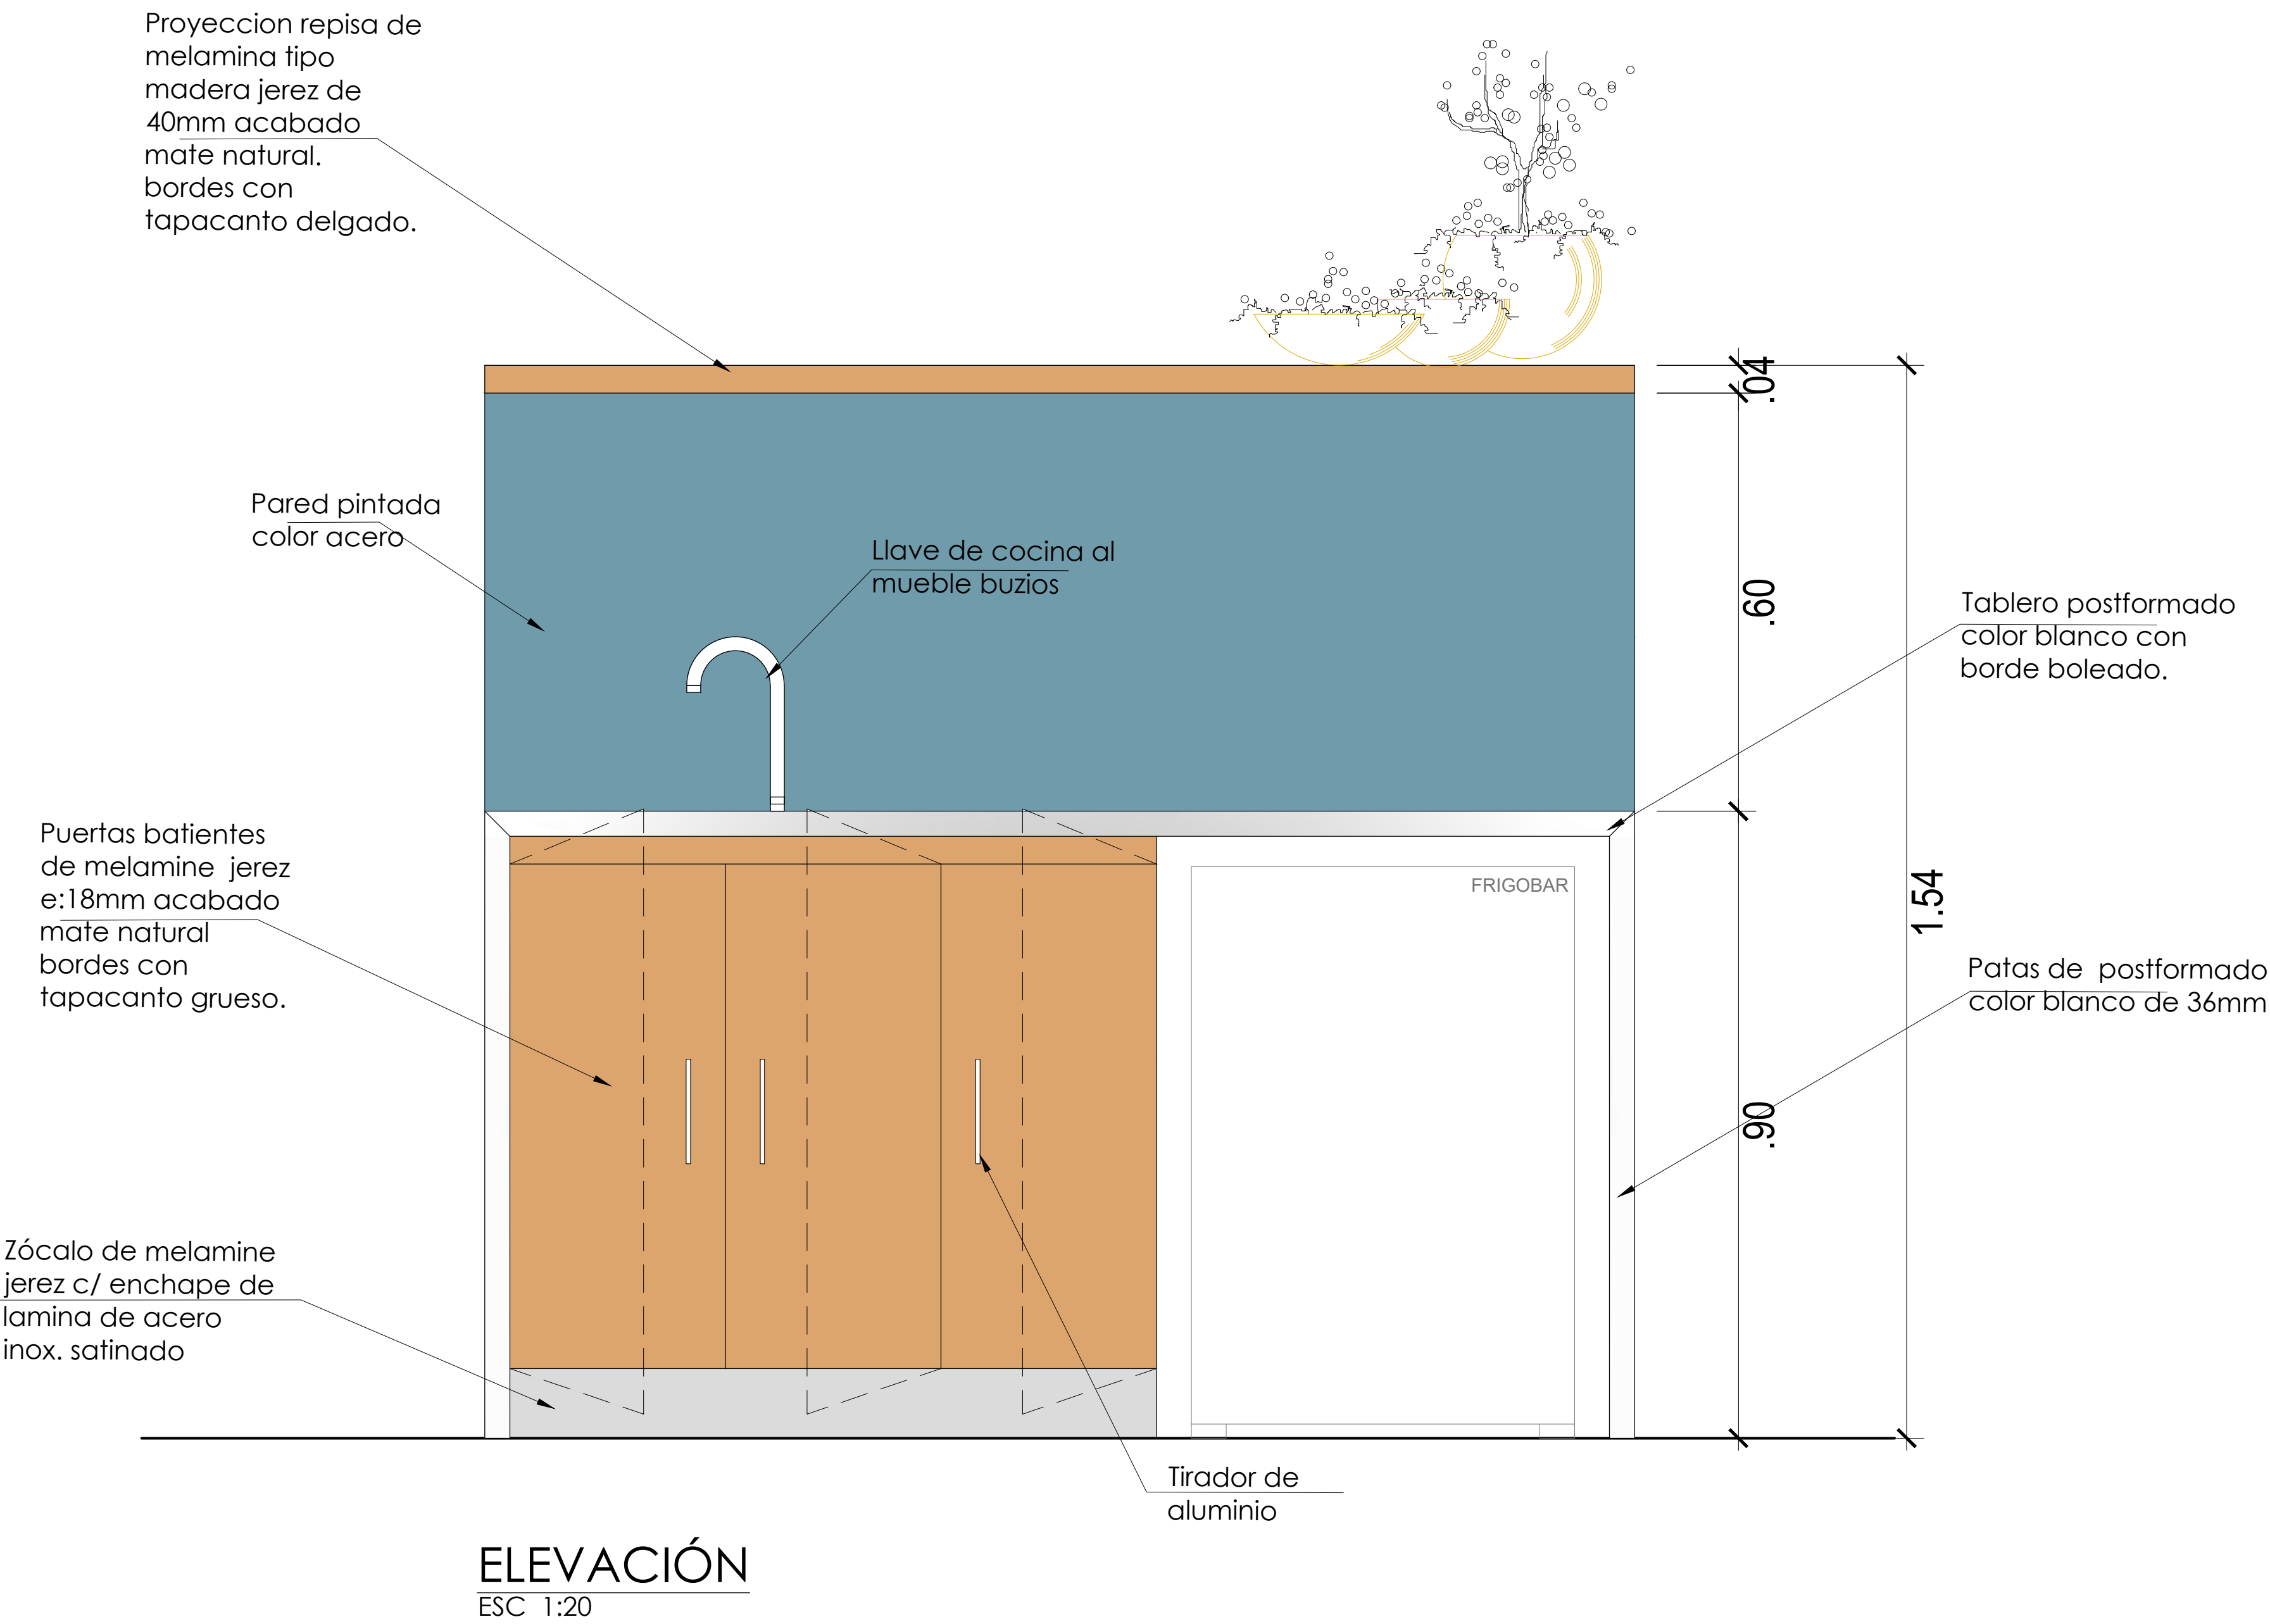 Proyeccion repisa de
melamina tipo
madera jerez de
40mm acabado
mate natural.
bordes con
tapacanto delgado.
.04
Pared pintada
color acero
Llave de cocina al
mueble buzios
.60
Tablero postformado
color blanco con
borde boleado.
Puertas batientes
de melamine jerez
e:18mm acabado
mate natural
bordes con
tapacanto grueso.
FRIGOBAR
1.54
Patas de postformado
color blanco de 36mm
.90
Zócalo de melamine
jerez c/ enchape de
lamina de acero
inox. satinado
Tirador de
aluminio
ELEVACIÓN
ESC 1:20